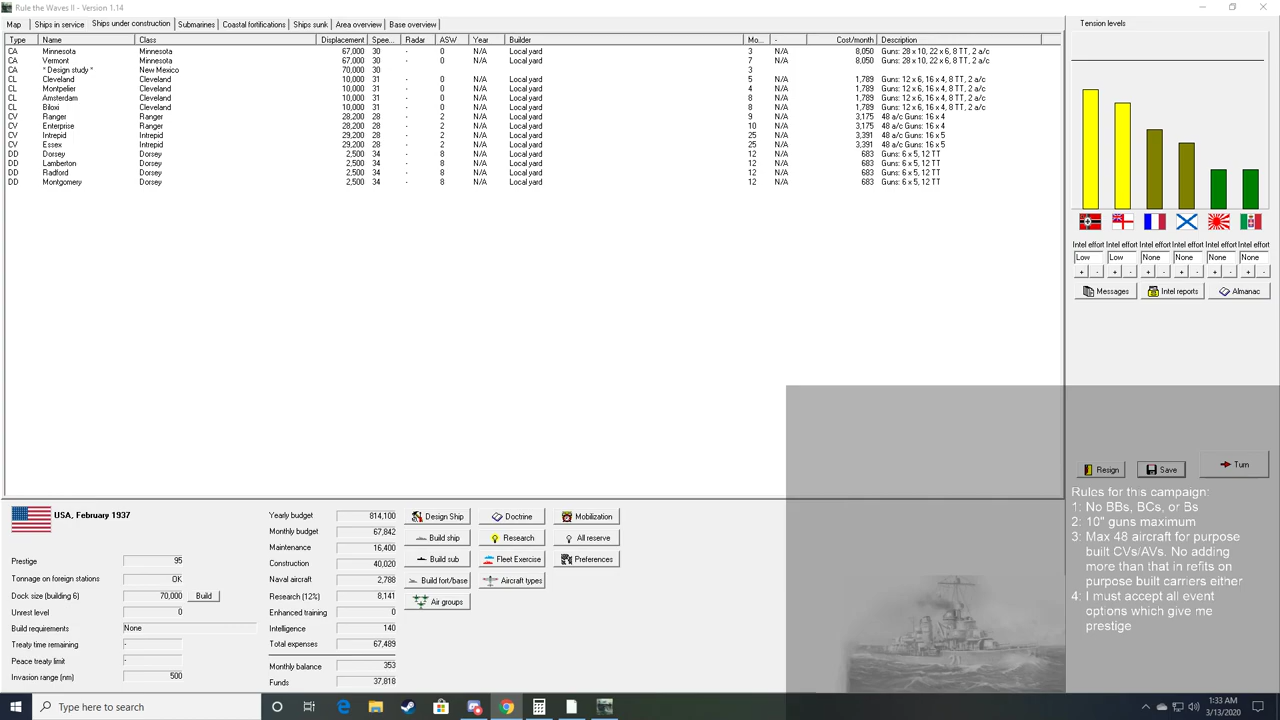 Rule the Waves II - Version 1.14
Map Ships in service Ships under construction Submarines Coastal fortifications Ships sunk Area overview Base overview
Type Name Class Displacement Spee... Radar ASW Year Builder Mo... - Cost/month Description
CA Minnesota Minnesota 67,000 30 - 0 N/A Local yard 3 N/A 8,050 Guns: 28 x 10, 22 x 6, 8 TT, 2 a/c
CA Vermont Minnesota 67,000 30 - 0 N/A Local yard 7 N/A 8,050 Guns: 28 x 10, 22 x 6, 8 TT, 2 a/c
CA * Design study * New Mexico 70,000 30 3
CL Cleveland Cleveland 10,000 31 - 0 N/A Local yard 5 N/A 1,789 Guns: 12 x 6, 16 x 4, 8 TT, 2 a/c
CL Montpelier Cleveland 10,000 31 - 0 N/A Local yard 4 N/A 1,789 Guns: 12 x 6, 16 x 4, 8 TT, 2 a/c
CL Amsterdam Cleveland 10,000 31 - 0 N/A Local yard 8 N/A 1,789 Guns: 12 x 6, 16 x 4, 8 TT, 2 a/c
CL Biloxi Cleveland 10,000 31 - 0 N/A Local yard 8 N/A 1,789 Guns: 12 x 6, 16 x 4, 8 TT, 2 a/c
CV Ranger Ranger 28,200 28 - 2 N/A Local yard 9 N/A 3,175 48 a/c Guns: 16 x 4
CV Enterprise Ranger 28,200 28 - 2 N/A Local yard 10 N/A 3,175 48 a/c Guns: 16 x 4
CV Intrepid Intrepid 29,200 28 - 2 N/A Local yard 25 N/A 3,391 48 a/c Guns: 16 x 5
CV Essex Intrepid 29,200 28 - 2 N/A Local yard 25 N/A 3,391 48 a/c Guns: 16 x 5
DD Dorsey Dorsey 2,500 34 - 8 N/A Local yard 12 N/A 683 Guns: 6 x 5, 12 TT
DD Lamberton Dorsey 2,500 34 - 8 N/A Local yard 12 N/A 683 Guns: 6 x 5, 12 TT
DD Radford Dorsey 2,500 34 - 8 N/A Local yard 12 N/A 683 Guns: 6 x 5, 12 TT
DD Montgomery Dorsey 2,500 34 - 8 N/A Local yard 12 N/A 683 Guns: 6 x 5, 12 TT
Tension levels
Intel effort Intel effort Intel effort Intel effort Intel effort Intel effort
Low Low None None None None
+ - + - + - + - + - + -
Messages Intel reports Almanac
Resign Save Turn
Rules for this campaign:
1: No BBs, BCs, or Bs
2: 10" guns maximum
3: Max 48 aircraft for purpose
built CVs/AVs. No adding
more than that in refits on
purpose built carriers either
4: I must accept all event
options which give me
prestige
USA, February 1937
Prestige 95
Tonnage on foreign stations OK
Dock size (building 6) 70,000 Build
Unrest level 0
Build requirements None
Treaty time remaining -
Peace treaty limit -
Invasion range (nm) 500
Yearly budget 814,100
Monthly budget 67,842
Maintenance 16,400
Construction 40,020
Naval aircraft 2,788
Research (12%) 8,141
Enhanced training 0
Intelligence 140
Total expenses 67,489
Monthly balance 353
Funds 37,818
Design Ship Doctrine Mobilization
Build ship Research All reserve
Build sub Fleet Exercise Preferences
Build fort/base Aircraft types
Air groups
Type here to search
1:33 AM
3/13/2020